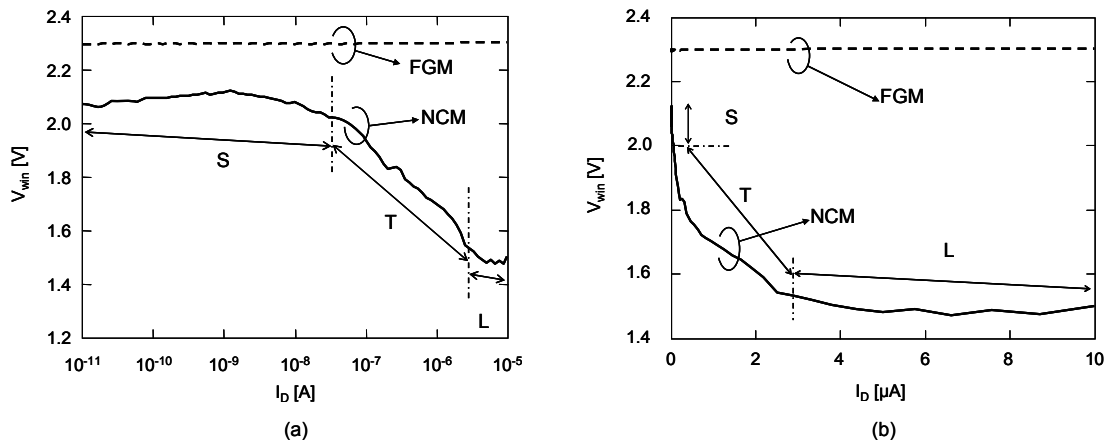 2.4
2.2
2.0
1.8
1.6
1.4
1.2
V_win [V]
FGM
NCM
S
T
L
10^-11
10^-10
10^-9
10^-8
10^-7
10^-6
10^-5
I_D [A]
(a)
2.4
2.2
2.0
1.8
1.6
1.4
V_win [V]
FGM
S
T
NCM
L
0
2
4
6
8
10
I_D [μA]
(b)